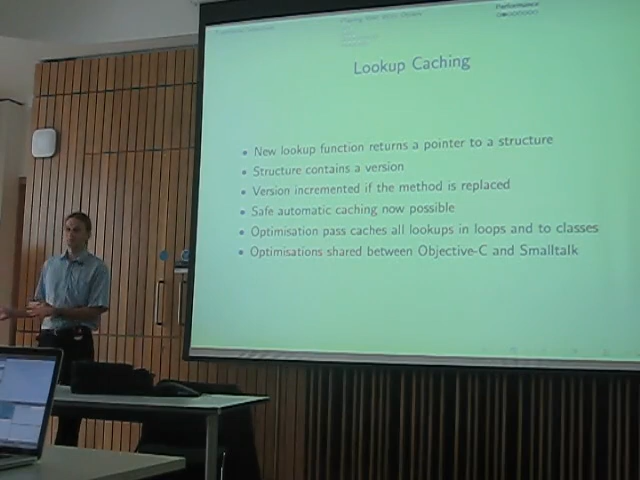 Performance
Lookup Caching
• New lookup function returns a pointer to a structure
• Structure contains a version
• Version incremented if the method is replaced
• Safe automatic caching now possible
• Optimisation pass caches all lookups in loops and to classes
• Optimisations shared between Objective-C and Smalltalk